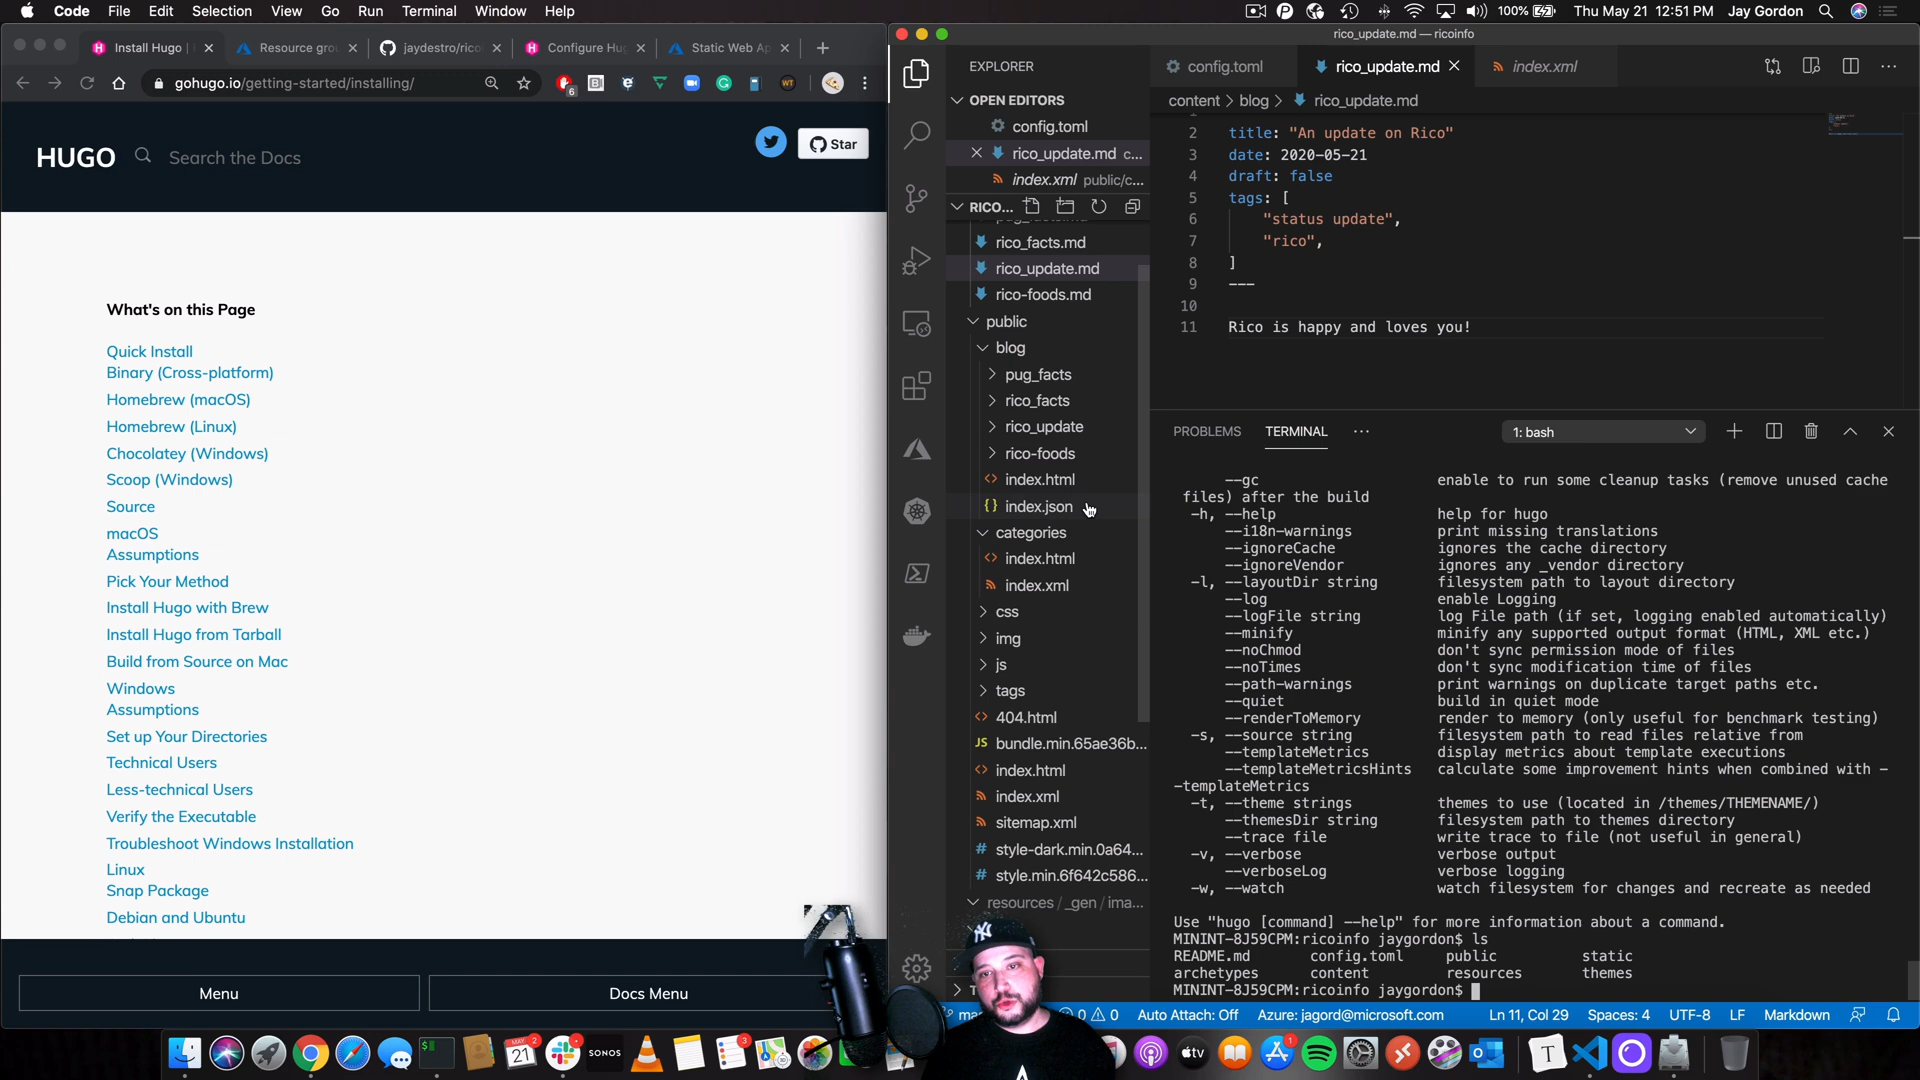 Code File Edit Selection View Go Run Terminal Window Help
100% Thu May 21 12:51 PM Jay Gordon
Install Hugo
Resource grou
jaydestro/rico
Configure Hug
Static Web Ap
gohugo.io/getting-started/installing/
6
WT
HUGO
Search the Docs
Star
What's on this Page
Quick Install
Binary (Cross-platform)
Homebrew (macOS)
Homebrew (Linux)
Chocolatey (Windows)
Scoop (Windows)
Source
macOS
Assumptions
Pick Your Method
Install Hugo with Brew
Install Hugo from Tarball
Build from Source on Mac
Windows
Assumptions
Set up Your Directories
Technical Users
Less-technical Users
Verify the Executable
Troubleshoot Windows Installation
Linux
Snap Package
Debian and Ubuntu
Menu
Docs Menu
rico_update.md — ricoinfo
EXPLORER
OPEN EDITORS
config.toml
rico_update.md c...
index.xml public/c...
RICO...
pug_facts.md
rico_facts.md
rico_update.md
rico-foods.md
public
blog
pug_facts
rico_facts
rico_update
rico-foods
index.html
index.json
categories
index.html
index.xml
css
img
js
tags
404.html
bundle.min.65ae36b...
index.html
index.xml
sitemap.xml
style-dark.min.0a64...
style.min.6f642c586...
resources / _gen / ima...
config.toml
rico_update.md
index.xml
content > blog > rico_update.md
2 title: "An update on Rico"
3 date: 2020-05-21
4 draft: false
5 tags: [
6 "status update",
7 "rico",
8 ]
9 ---
10
11 Rico is happy and loves you!
PROBLEMS TERMINAL ... 1: bash
--gc enable to run some cleanup tasks (remove unused cache
files) after the build
-h, --help help for hugo
--i18n-warnings print missing translations
--ignoreCache ignores the cache directory
--ignoreVendor ignores any _vendor directory
-l, --layoutDir string filesystem path to layout directory
--log enable Logging
--logFile string log File path (if set, logging enabled automatically)
--minify minify any supported output format (HTML, XML etc.)
--noChmod don't sync permission mode of files
--noTimes don't sync modification time of files
--path-warnings print warnings on duplicate target paths etc.
--quiet build in quiet mode
--renderToMemory render to memory (only useful for benchmark testing)
-s, --source string filesystem path to read files relative from
--templateMetrics display metrics about template executions
--templateMetricsHints calculate some improvement hints when combined with -
-templateMetrics
-t, --theme strings themes to use (located in /themes/THEMENAME/)
--themesDir string filesystem path to themes directory
--trace file write trace to file (not useful in general)
-v, --verbose verbose output
--verboseLog verbose logging
-w, --watch watch filesystem for changes and recreate as needed
Use "hugo [command] --help" for more information about a command.
MININT-8J59CPM:ricoinfo jaygordon$ ls
README.md config.toml public static
archetypes content resources themes
MININT-8J59CPM:ricoinfo jaygordon$
0 0 Auto Attach: Off Azure: jagord@microsoft.com Ln 11, Col 29 Spaces: 4 UTF-8 LF Markdown
MAY 21 2
SONOS
3
tv
1
T